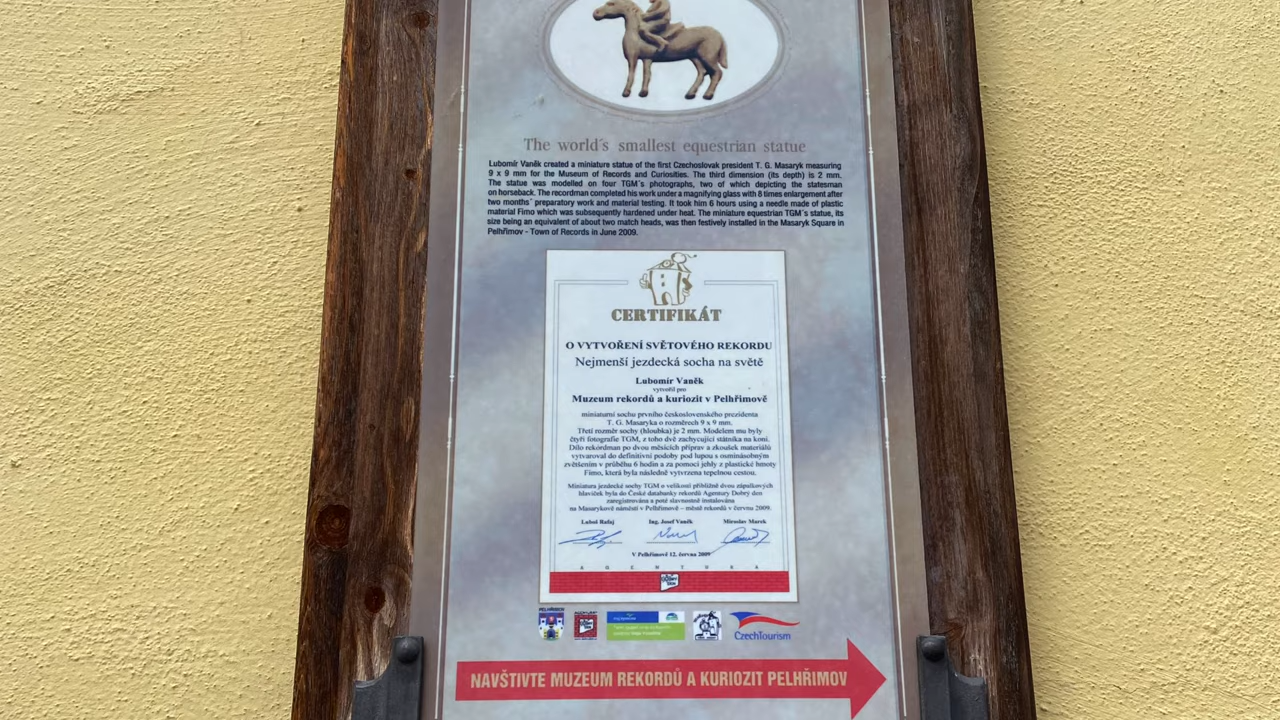 The world´s smallest equestrian statue
Lubomír Vaněk created a miniature statue of the first Czechoslovak president T. G. Masaryk measuring
9 x 9 mm for the Museum of Records and Curiosities. The third dimension (its depth) is 2 mm.
The statue was modelled on four TGM´s photographs, two of which depicting the statesman
on horseback. The recordman completed his work under a magnifying glass with 8 times enlargement after
two months´ preparatory work and material testing. It took him 6 hours using a needle made of plastic
material Fimo which was subsequently hardened under heat. The miniature equestrian TGM´s statue, its
size being an equivalent of about two match heads, was then festively installed in the Masaryk Square in
Pelhřimov - Town of Records in June 2009.
CERTIFIKÁT
O VYTVOŘENÍ SVĚTOVÉHO REKORDU
Nejmenší jezdecká socha na světě
Lubomír Vaněk
vytvořil pro
Muzeum rekordů a kuriozit v Pelhřimově
miniaturní sochu prvního československého prezidenta
T. G. Masaryka o rozměrech 9 x 9 mm.
Třetí rozměr sochy (hloubka) je 2 mm. Modelem mu byly
čtyři fotografie TGM, z toho dvě zachycující státníka na koni.
Dílo rekordman po dvou měsících příprav a zkoušek materiálů
vytvaroval do definitivní podoby pod lupou s osminásobným
zvětšením v průběhu 6 hodin a za pomoci jehly z plastické hmoty
Fimo, která byla následně vytvrzena tepelnou cestou.
Miniatura jezdecké sochy TGM o velikosti přibližně dvou zápalkových
hlaviček byla do České databanky rekordů Agentury Dobrý den
zaregistrována a poté slavnostně instalována
na Masarykově náměstí v Pelhřimově – městě rekordů v červnu 2009.
Luboš Rafaj Ing. Josef Vaněk Miroslav Marek
V Pelhřimově 12. června 2009
A G E N T U R A
DOBRÝ DEN
PELHŘIMOV
CzechTourism
NAVŠTIVTE MUZEUM REKORDŮ A KURIOZIT PELHŘIMOV